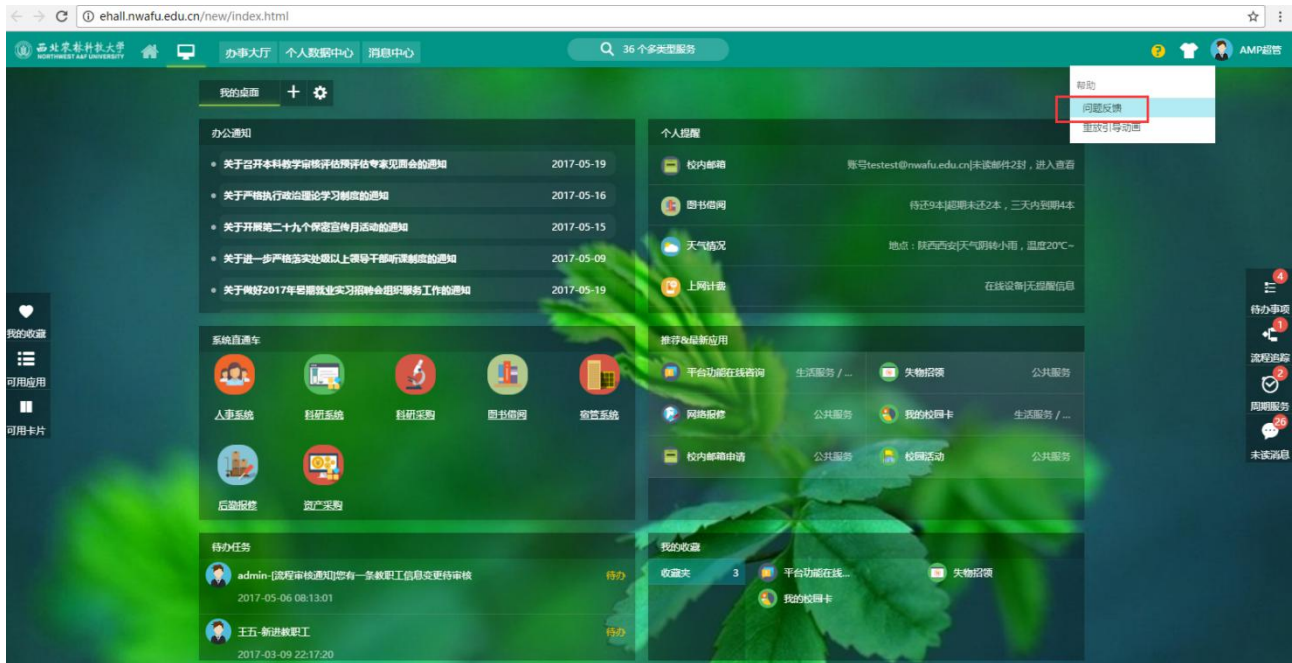 ehall.nwafu.edu.cn/new/index.html
西北农林科技大学
NORTHWEST A&F UNIVERSITY
办事大厅 个人数据中心 消息中心
36 个多类型服务
? AMP超管
帮助
问题反馈
重放引导动画
我的桌面 +
办公通知
关于召开本科教学审核评估预评估专家见面会的通知 2017-05-19
关于严格执行政治理论学习制度的通知 2017-05-16
关于开展第二十九个保密宣传月活动的通知 2017-05-15
关于进一步严格落实处级以上领导干部听课制度的通知 2017-05-09
关于做好2017年暑期就业实习招聘会组织服务工作的通知 2017-05-19
个人提醒
校内邮箱 账号testest@nwafu.edu.cn|未读邮件2封，进入查看
图书借阅 待还9本|超期未还2本，三天内到期4本
天气情况 地点：陕西西安|天气阴转小雨，温度20℃~
上网计费 在线设备|无提醒信息
我的收藏
可用应用
可用卡片
系统直通车
人事系统 科研系统 科研采购 图书借阅 宿管系统
后勤报修 资产采购
推荐&最新应用
平台功能在线咨询 生活服务 / ... 失物招领 公共服务
网络报修 公共服务 我的校园卡 生活服务 / ...
校内邮箱申请 公共服务 校园活动 公共服务
4
待办事项
1
流程追踪
2
周期服务
26
未读消息
待办任务
admin-[流程审核通知]您有一条教职工信息变更待审核 待办
2017-05-06 08:13:01
王五-新进教职工 待办
2017-03-09 22:17:20
我的收藏
收藏夹 3 平台功能在线... 失物招领
我的校园卡